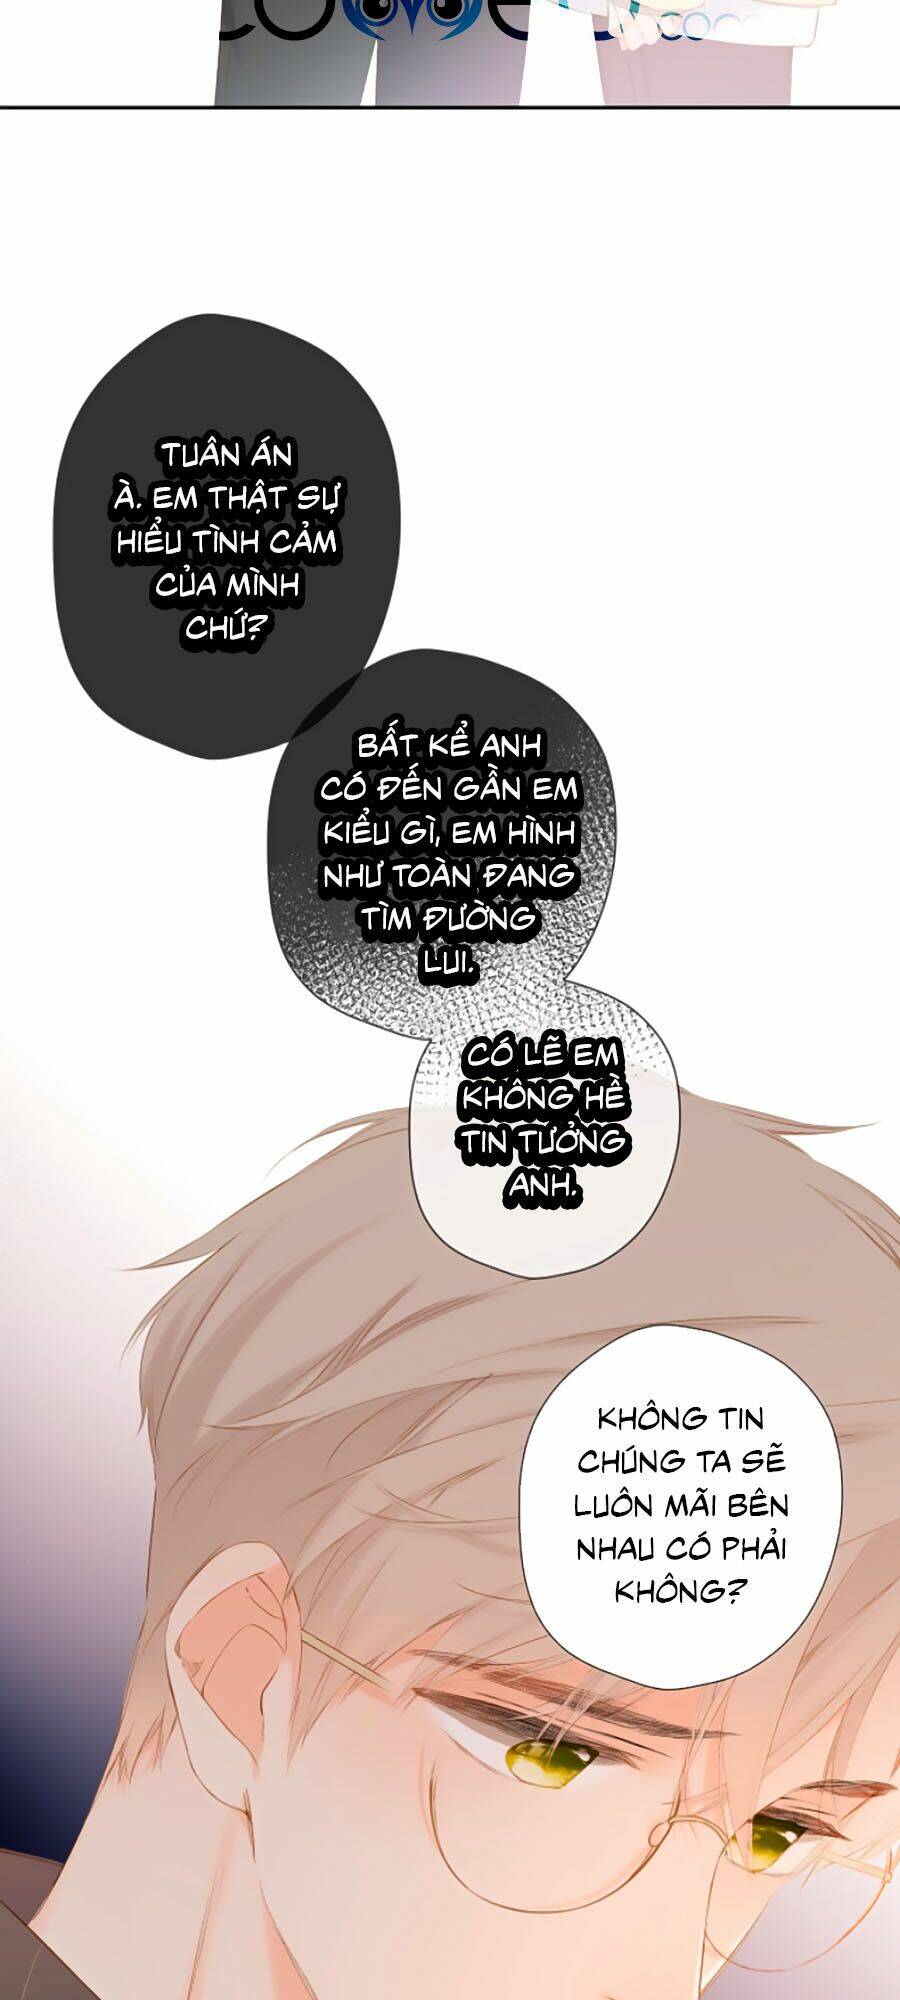 TUÂN ÁN
À. EM THẬT SỰ
HIỂU TÌNH CẢM
CỦA MÌNH
CHỨ?
BẤT KỂ ANH
CÓ ĐẾN GẦN EM
KIỂU GÌ, EM HÌNH
NHƯ TOÀN ĐANG
TÌM ĐƯỜNG
LUI.
CÓ LẼ EM
KHÔNG HỀ
TIN TƯỞNG
ANH.
KHÔNG TIN
CHÚNG TA SẼ
LUÔN MÃI BÊN
NHAU CÓ PHẢI
KHÔNG?